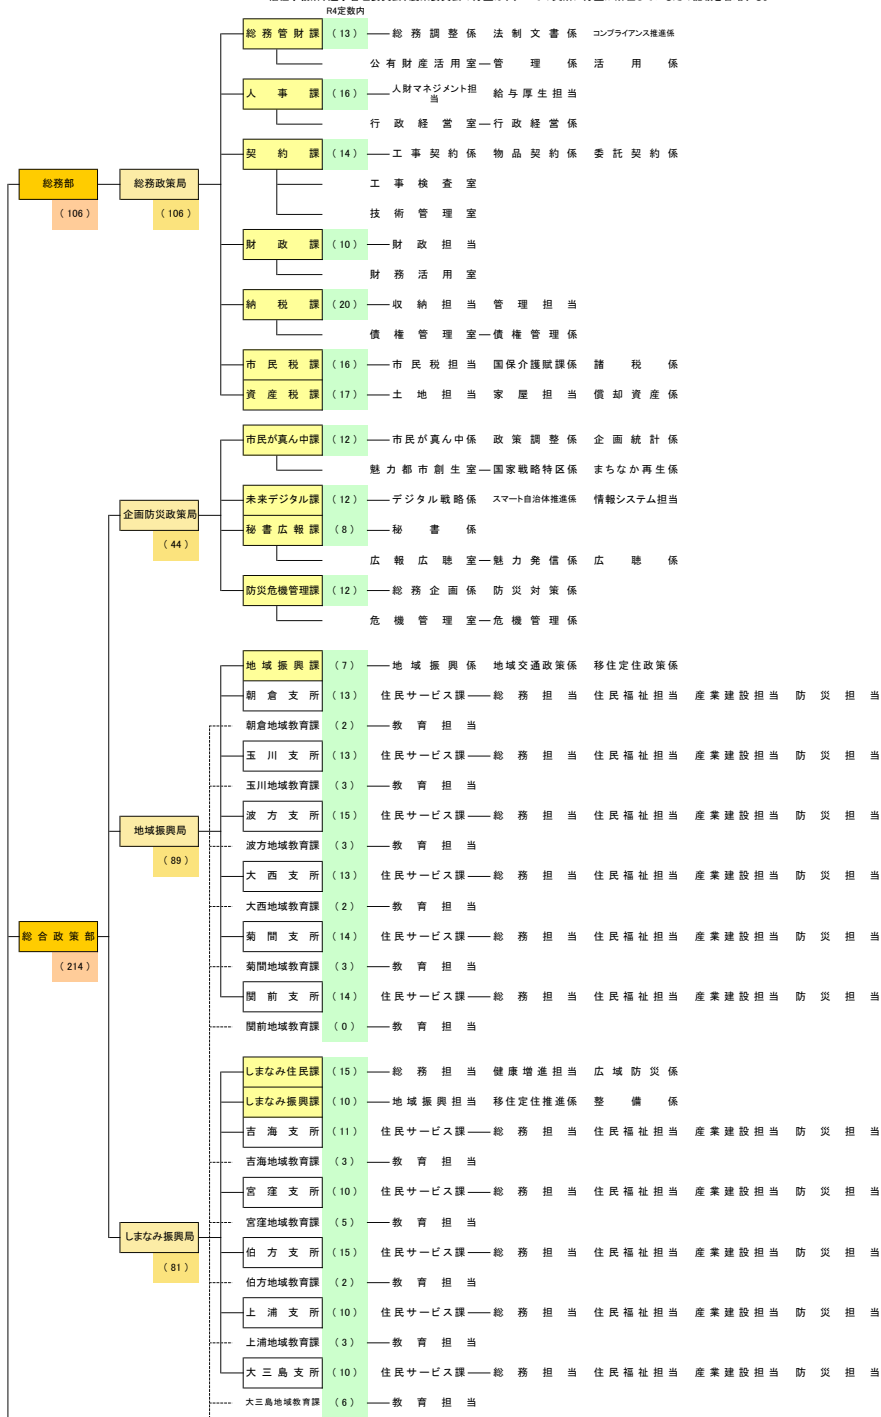 R4定数内
総務管財課 （13） 総務調整係 法制文書係 コンプライアンス推進係
公有財産活用室 管理係 活用係
人事課 （16） 人財マネジメント担当 給与厚生担当
行政経営室 行政経営係
契約課 （14） 工事契約係 物品契約係 委託契約係
総務部 総務政策局 工事検査室
（106） （106） 技術管理室
財政課 （10） 財政担当
財務活用室
納税課 （20） 収納担当 管理担当
債権管理室 債権管理係
市民税課 （16） 市民税担当 国保介護賦課係 諸税係
資産税課 （17） 土地担当 家屋担当 償却資産係
市民が真ん中課 （12） 市民が真ん中係 政策調整係 企画統計係
魅力都市創生室 国家戦略特区係 まちなか再生係
未来デジタル課 （12） デジタル戦略係 スマート自治体推進係 情報システム担当
企画防災政策局
秘書広報課 （8） 秘書係
（44）
広報広聴室 魅力発信係 広聴係
防災危機管理課 （12） 総務企画係 防災対策係
危機管理室 危機管理係
地域振興課 （7） 地域振興係 地域交通政策係 移住定住政策係
朝倉支所 （13） 住民サービス課 総務担当 住民福祉担当 産業建設担当 防災担当
朝倉地域教育課 （2） 教育担当
玉川支所 （13） 住民サービス課 総務担当 住民福祉担当 産業建設担当 防災担当
玉川地域教育課 （3） 教育担当
波方支所 （15） 住民サービス課 総務担当 住民福祉担当 産業建設担当 防災担当
地域振興局
波方地域教育課 （3） 教育担当
（89）
大西支所 （13） 住民サービス課 総務担当 住民福祉担当 産業建設担当 防災担当
大西地域教育課 （2） 教育担当
総合政策部 菊間支所 （14） 住民サービス課 総務担当 住民福祉担当 産業建設担当 防災担当
（214） 菊間地域教育課 （3） 教育担当
関前支所 （14） 住民サービス課 総務担当 住民福祉担当 産業建設担当 防災担当
関前地域教育課 （0） 教育担当
しまなみ住民課 （15） 総務担当 健康増進担当 広域防災係
しまなみ振興課 （10） 地域振興担当 移住定住推進係 整備係
吉海支所 （11） 住民サービス課 総務担当 住民福祉担当 産業建設担当 防災担当
吉海地域教育課 （3） 教育担当
宮窪支所 （10） 住民サービス課 総務担当 住民福祉担当 産業建設担当 防災担当
宮窪地域教育課 （5） 教育担当
しまなみ振興局
伯方支所 （15） 住民サービス課 総務担当 住民福祉担当 産業建設担当 防災担当
（81）
伯方地域教育課 （2） 教育担当
上浦支所 （10） 住民サービス課 総務担当 住民福祉担当 産業建設担当 防災担当
上浦地域教育課 （3） 教育担当
大三島支所 （10） 住民サービス課 総務担当 住民福祉担当 産業建設担当 防災担当
大三島地域教育課 （6） 教育担当